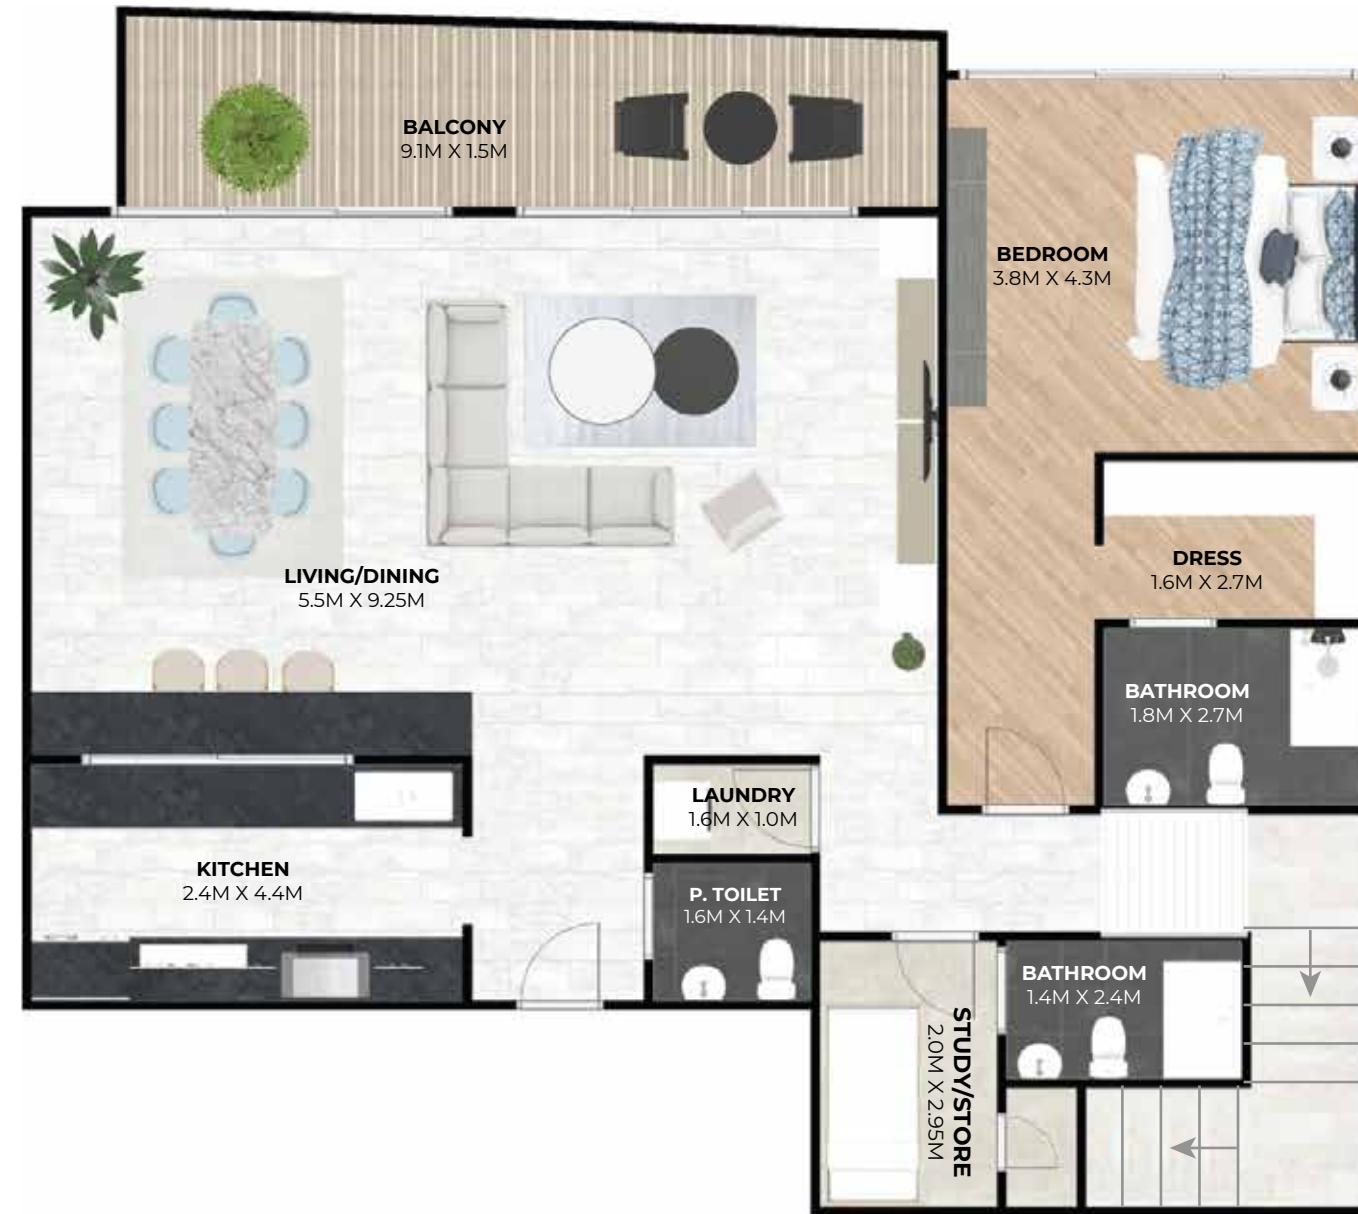 BALCONY
9.1M X 1.5M
BEDROOM
3.8M X 4.3M
LIVING/DINING
5.5M X 9.25M
DRESS
1.6M X 2.7M
BATHROOM
1.8M X 2.7M
LAUNDRY
1.6M X 1.0M
KITCHEN
2.4M X 4.4M
P. TOILET
1.6M X 1.4M
BATHROOM
1.4M X 2.4M
STUDY/STORE
2.0M X 2.95M